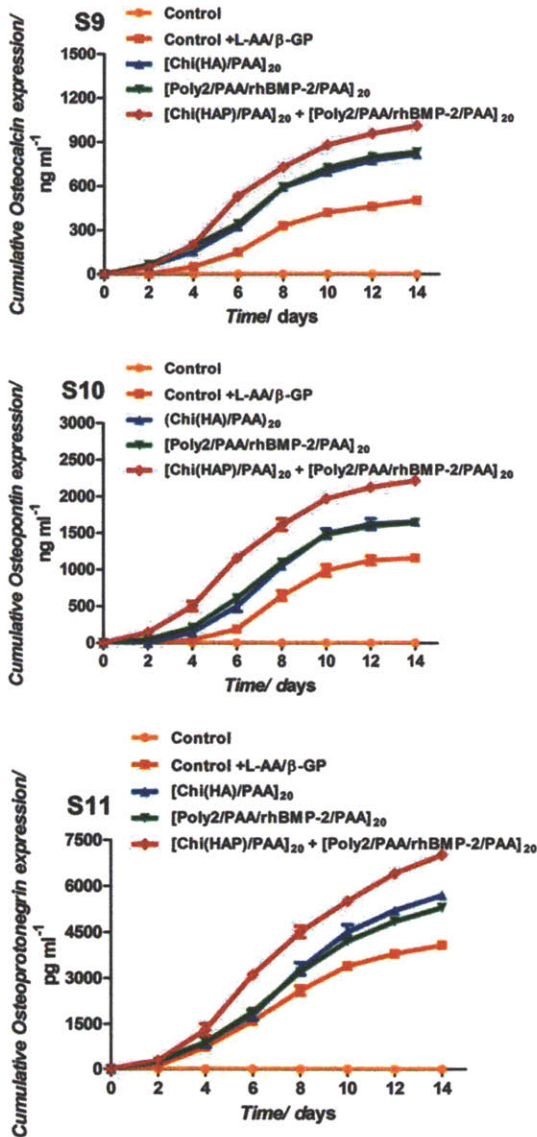 S9
Control
Control +L-AA/β-GP
[Chi(HA)/PAA]20
[Poly2/PAA/rhBMP-2/PAA]20
[Chi(HAP)/PAA]20 + [Poly2/PAA/rhBMP-2/PAA]20
Cumulative Osteocalcin expression/
ng ml-1
1500
1200
900
600
300
0
0 2 4 6 8 10 12 14
Time/ days
S10
Control
Control +L-AA/β-GP
(Chi(HA)/PAA)20
[Poly2/PAA/rhBMP-2/PAA]20
[Chi(HAP)/PAA]20 + [Poly2/PAA/rhBMP-2/PAA]20
Cumulative Osteopontin expression/
ng ml-1
3000
2500
2000
1500
1000
500
0
0 2 4 6 8 10 12 14
Time/ days
S11
Control
Control +L-AA/β-GP
[Chi(HA)/PAA]20
[Poly2/PAA/rhBMP-2/PAA]20
[Chi(HAP)/PAA]20 + [Poly2/PAA/rhBMP-2/PAA]20
Cumulative Osteoprotonegrin expression/
pg ml-1
7500
6000
4500
3000
1500
0
0 2 4 6 8 10 12 14
Time/ days